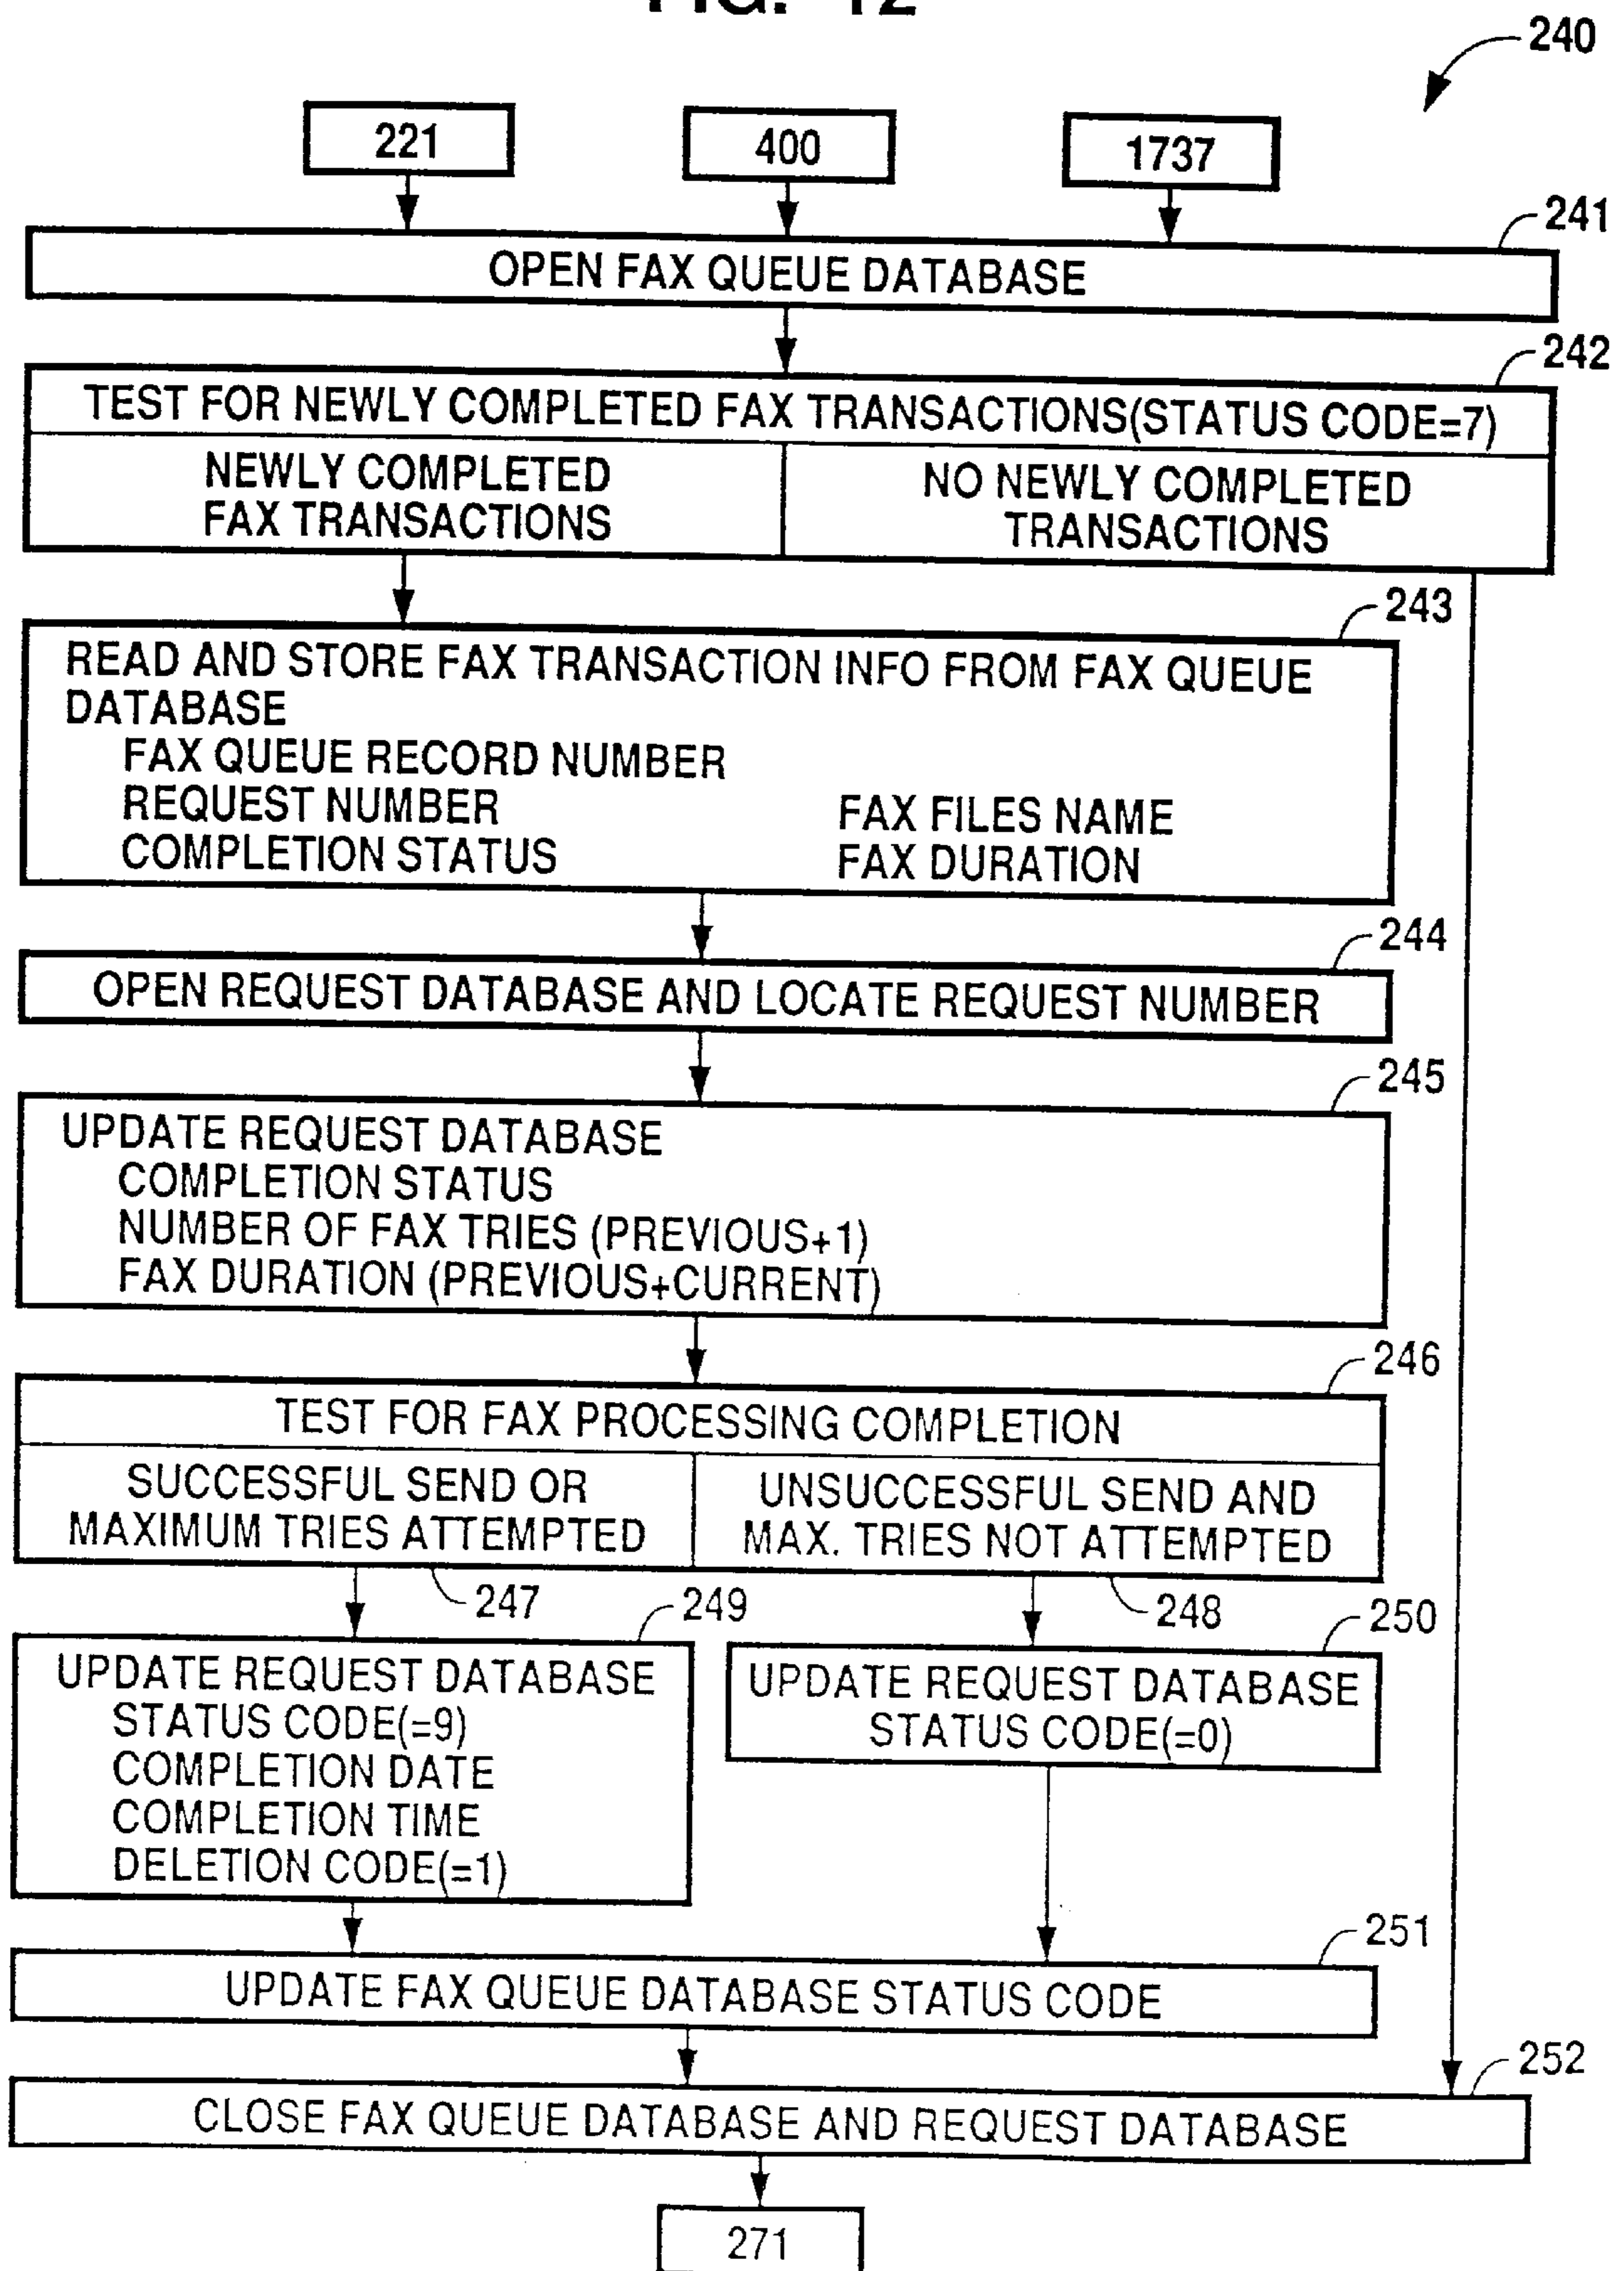 FIG. 12
240
221
400
1737
241
OPEN FAX QUEUE DATABASE
242
TEST FOR NEWLY COMPLETED FAX TRANSACTIONS(STATUS CODE=7)
NEWLY COMPLETED
FAX TRANSACTIONS
NO NEWLY COMPLETED
TRANSACTIONS
243
READ AND STORE FAX TRANSACTION INFO FROM FAX QUEUE
DATABASE
FAX QUEUE RECORD NUMBER
REQUEST NUMBER
COMPLETION STATUS
FAX FILES NAME
FAX DURATION
244
OPEN REQUEST DATABASE AND LOCATE REQUEST NUMBER
245
UPDATE REQUEST DATABASE
COMPLETION STATUS
NUMBER OF FAX TRIES (PREVIOUS+1)
FAX DURATION (PREVIOUS+CURRENT)
246
TEST FOR FAX PROCESSING COMPLETION
SUCCESSFUL SEND OR
MAXIMUM TRIES ATTEMPTED
UNSUCCESSFUL SEND AND
MAX. TRIES NOT ATTEMPTED
247
248
249
UPDATE REQUEST DATABASE
STATUS CODE(=9)
COMPLETION DATE
COMPLETION TIME
DELETION CODE(=1)
250
UPDATE REQUEST DATABASE
STATUS CODE(=0)
251
UPDATE FAX QUEUE DATABASE STATUS CODE
252
CLOSE FAX QUEUE DATABASE AND REQUEST DATABASE
271